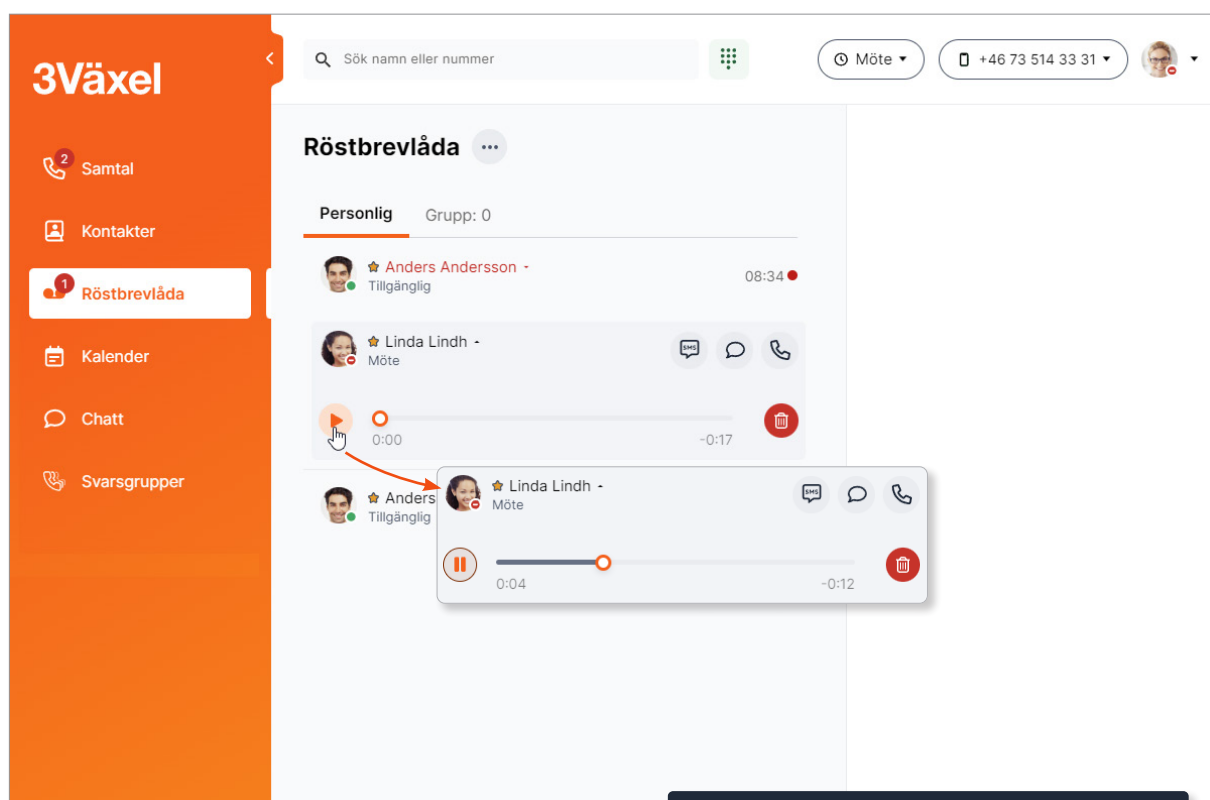 3Växel
Sök namn eller nummer
Möte
+46 73 514 33 31
2
Samtal
Kontakter
1
Röstbrevlåda
Kalender
Chatt
Svarsgrupper
Röstbrevlåda ...
Personlig
Grupp: 0
Anders Andersson -
Tillgänglig
08:34
Linda Lindh -
Möte
SMS
0:00
-0:17
Anders
Tillgänglig
Linda Lindh -
Möte
SMS
0:04
-0:12